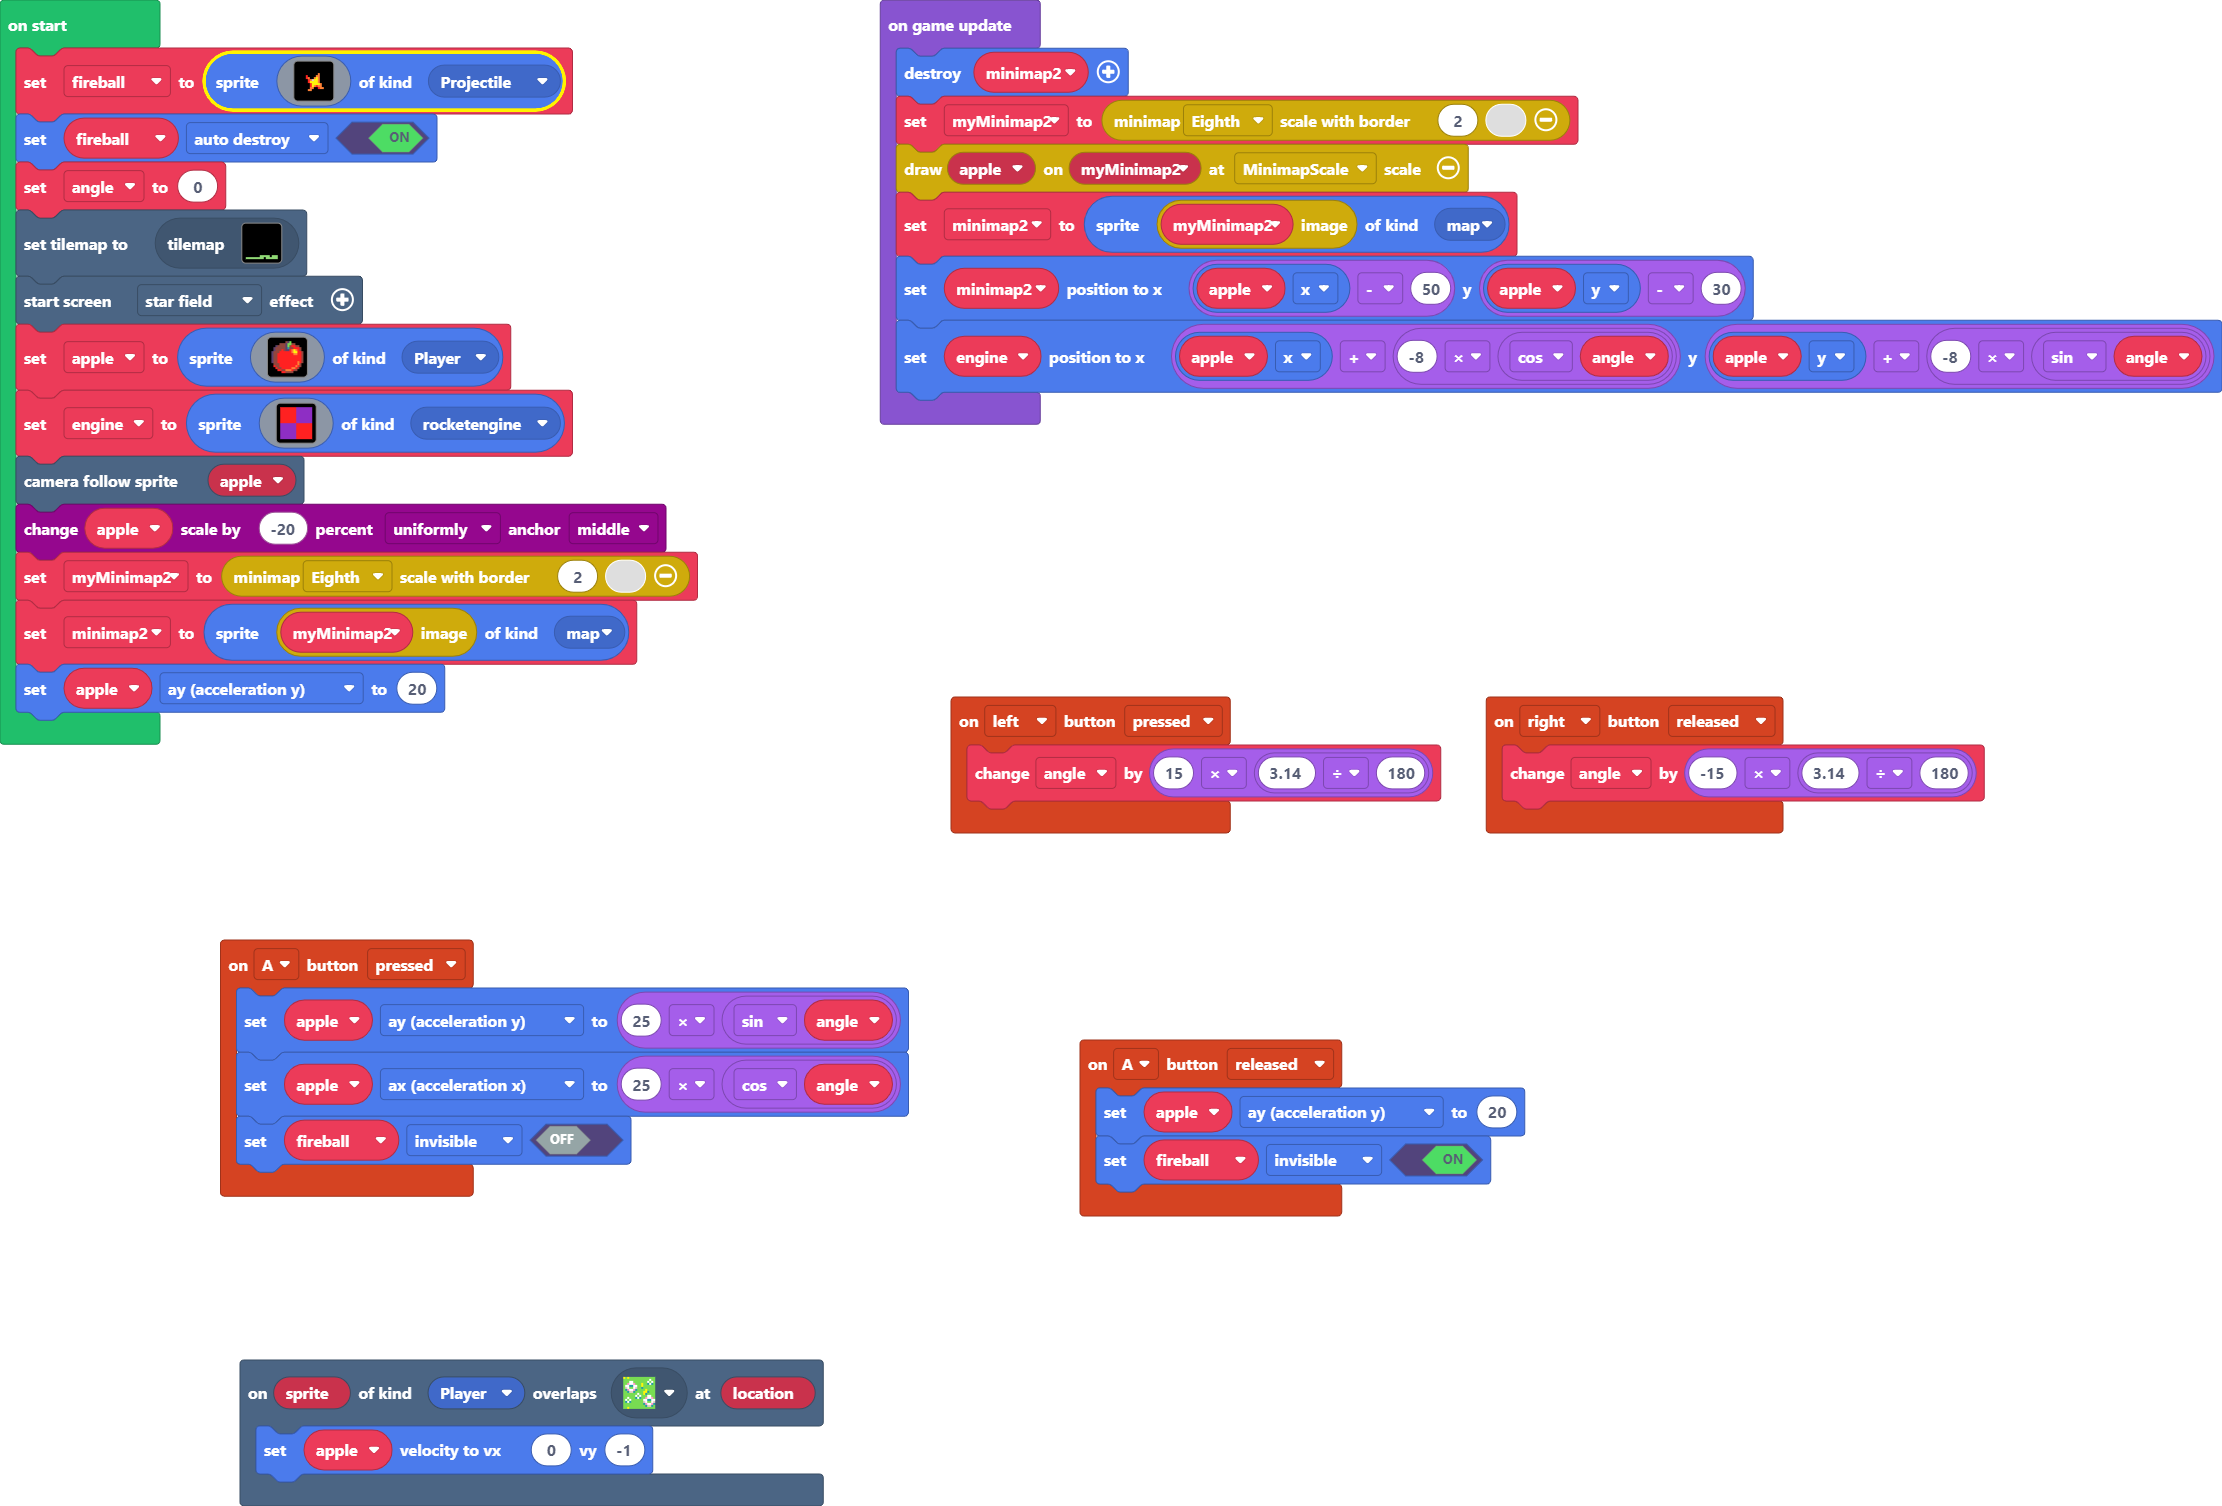 on start
set fireball to sprite of kind Projectile
set fireball auto destroy ON
set angle to 0
set tilemap to tilemap
start screen star field effect
set apple to sprite of kind Player
set engine to sprite of kind rocketengine
camera follow sprite apple
change apple scale by -20 percent uniformly anchor middle
set myMinimap2 to minimap Eighth scale with border 2
set minimap2 to sprite myMinimap2 image of kind map
set apple ay (acceleration y) to 20
on game update
destroy minimap2
set myMinimap2 to minimap Eighth scale with border 2
draw apple on myMinimap2 at MinimapScale scale
set minimap2 to sprite myMinimap2 image of kind map
set minimap2 position to x apple x - 50 y apple y - 30
set engine position to x apple x + -8 × cos angle y apple y + -8 × sin angle
on left button pressed
change angle by 15 × 3.14 ÷ 180
on right button released
change angle by -15 × 3.14 ÷ 180
on A button pressed
set apple ay (acceleration y) to 25 × sin angle
set apple ax (acceleration x) to 25 × cos angle
set fireball invisible OFF
on A button released
set apple ay (acceleration y) to 20
set fireball invisible ON
on sprite of kind Player overlaps at location
set apple velocity to vx 0 vy -1